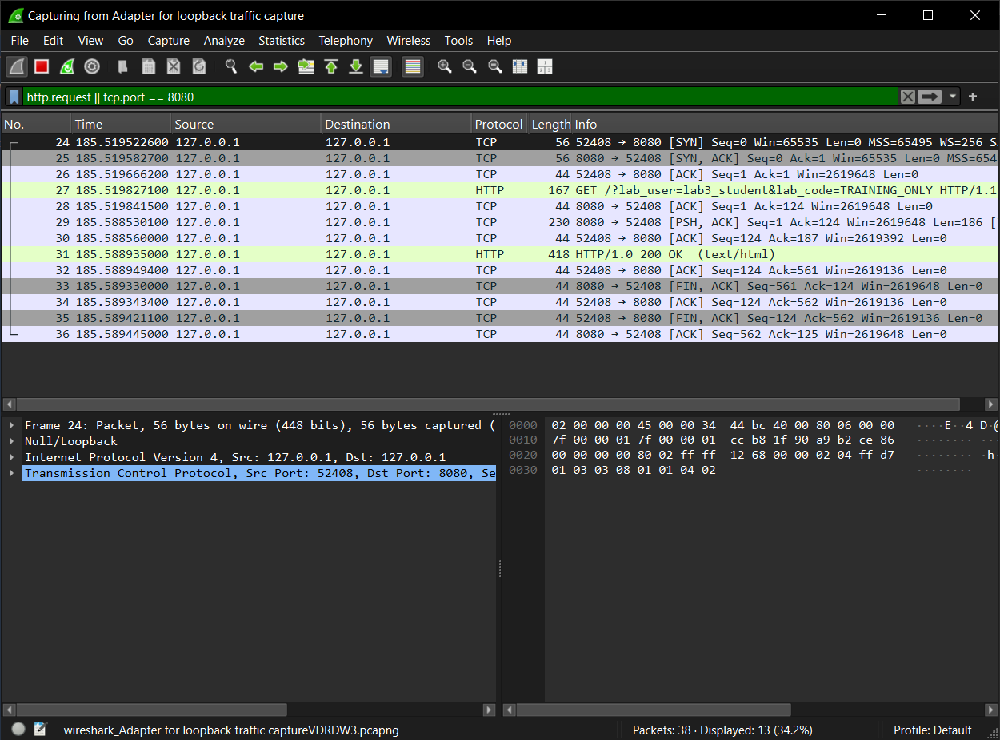 Capturing from Adapter for loopback traffic capture
File Edit View Go Capture Analyze Statistics Telephony Wireless Tools Help
http.request || tcp.port == 8080
No. Time Source Destination Protocol Length Info
24 185.519522600 127.0.0.1 127.0.0.1 TCP 56 52408 → 8080 [SYN] Seq=0 Win=65535 Len=0 MSS=65495 WS=256 S
25 185.519582700 127.0.0.1 127.0.0.1 TCP 56 8080 → 52408 [SYN, ACK] Seq=0 Ack=1 Win=65535 Len=0 MSS=654
26 185.519666200 127.0.0.1 127.0.0.1 TCP 44 52408 → 8080 [ACK] Seq=1 Ack=1 Win=2619648 Len=0
27 185.519827100 127.0.0.1 127.0.0.1 HTTP 167 GET /?lab_user=lab3_student&lab_code=TRAINING_ONLY HTTP/1.1
28 185.519841500 127.0.0.1 127.0.0.1 TCP 44 8080 → 52408 [ACK] Seq=1 Ack=124 Win=2619648 Len=0
29 185.588530100 127.0.0.1 127.0.0.1 TCP 230 8080 → 52408 [PSH, ACK] Seq=1 Ack=124 Win=2619648 Len=186 [
30 185.588560000 127.0.0.1 127.0.0.1 TCP 44 52408 → 8080 [ACK] Seq=124 Ack=187 Win=2619392 Len=0
31 185.588935000 127.0.0.1 127.0.0.1 HTTP 418 HTTP/1.0 200 OK (text/html)
32 185.588949400 127.0.0.1 127.0.0.1 TCP 44 52408 → 8080 [ACK] Seq=124 Ack=561 Win=2619136 Len=0
33 185.589330000 127.0.0.1 127.0.0.1 TCP 44 8080 → 52408 [FIN, ACK] Seq=561 Ack=124 Win=2619648 Len=0
34 185.589343400 127.0.0.1 127.0.0.1 TCP 44 52408 → 8080 [ACK] Seq=124 Ack=562 Win=2619136 Len=0
35 185.589421100 127.0.0.1 127.0.0.1 TCP 44 52408 → 8080 [FIN, ACK] Seq=124 Ack=562 Win=2619136 Len=0
36 185.589445000 127.0.0.1 127.0.0.1 TCP 44 8080 → 52408 [ACK] Seq=562 Ack=125 Win=2619648 Len=0
Frame 24: Packet, 56 bytes on wire (448 bits), 56 bytes captured (
Null/Loopback
Internet Protocol Version 4, Src: 127.0.0.1, Dst: 127.0.0.1
Transmission Control Protocol, Src Port: 52408, Dst Port: 8080, Se
0000 02 00 00 00 45 00 00 34 44 bc 40 00 80 06 00 00 ····E··4 D·@
0010 7f 00 00 01 7f 00 00 01 cc b8 1f 90 a9 b2 ce 86 ········ ···
0020 00 00 00 00 80 02 ff ff 12 68 00 00 02 04 ff d7 ········ ·h·
0030 01 03 03 08 01 01 04 02 ········
wireshark_Adapter for loopback traffic captureVDRDW3.pcapng
Packets: 38 · Displayed: 13 (34.2%)
Profile: Default